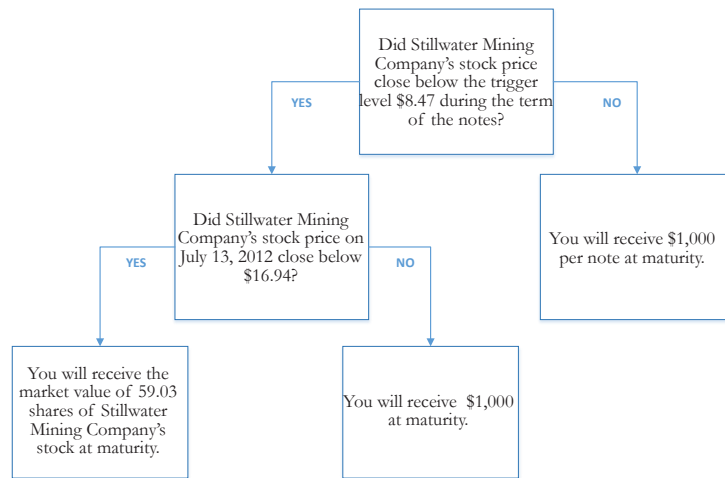 Did Stillwater Mining
Company's stock price
close below the trigger
level $8.47 during the term
of the notes?
YES
NO
Did Stillwater Mining
Company's stock price on
July 13, 2012 close below
$16.94?
You will receive $1,000
per note at maturity.
YES
NO
You will receive the
market value of 59.03
shares of Stillwater
Mining Company's
stock at maturity.
You will receive $1,000
at maturity.